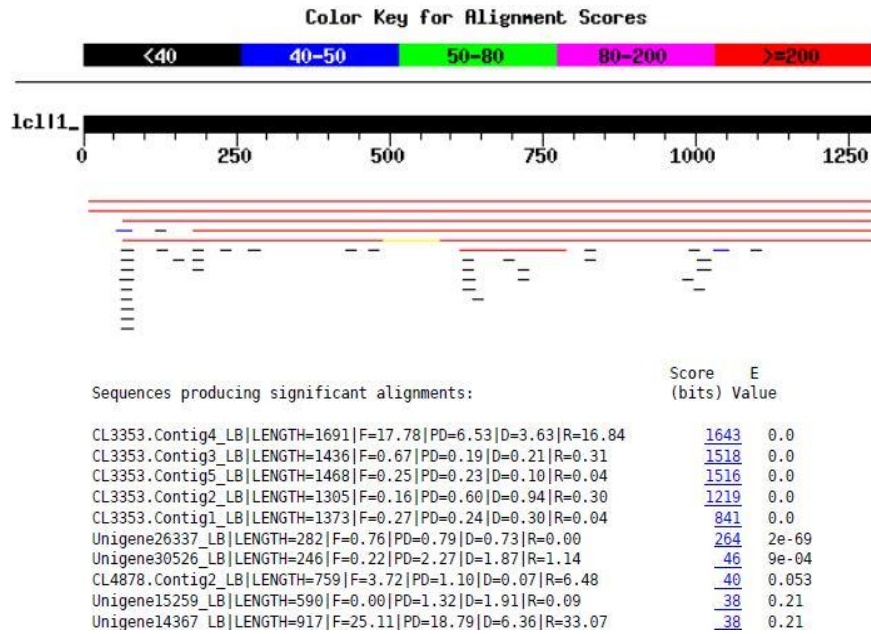 Color Key for Alignment Scores
<40 40-50 50-80 80-200 >=200
lcl|1_
0 250 500 750 1000 1250
Score E
Sequences producing significant alignments: (bits) Value
CL3353.Contig4_LB|LENGTH=1691|F=17.78|PD=6.53|D=3.63|R=16.84 1643 0.0
CL3353.Contig3_LB|LENGTH=1436|F=0.67|PD=0.19|D=0.21|R=0.31 1518 0.0
CL3353.Contig5_LB|LENGTH=1468|F=0.25|PD=0.23|D=0.10|R=0.04 1516 0.0
CL3353.Contig2_LB|LENGTH=1305|F=0.16|PD=0.60|D=0.94|R=0.30 1219 0.0
CL3353.Contig1_LB|LENGTH=1373|F=0.27|PD=0.24|D=0.30|R=0.04 841 0.0
Unigene26337_LB|LENGTH=282|F=0.76|PD=0.79|D=0.73|R=0.00 264 2e-69
Unigene30526_LB|LENGTH=246|F=0.22|PD=2.27|D=1.87|R=1.14 46 9e-04
CL4878.Contig2_LB|LENGTH=759|F=3.72|PD=1.10|D=0.07|R=6.48 40 0.053
Unigene15259_LB|LENGTH=590|F=0.00|PD=1.32|D=1.91|R=0.09 38 0.21
Unigene14367_LB|LENGTH=917|F=25.11|PD=18.79|D=6.36|R=33.07 38 0.21